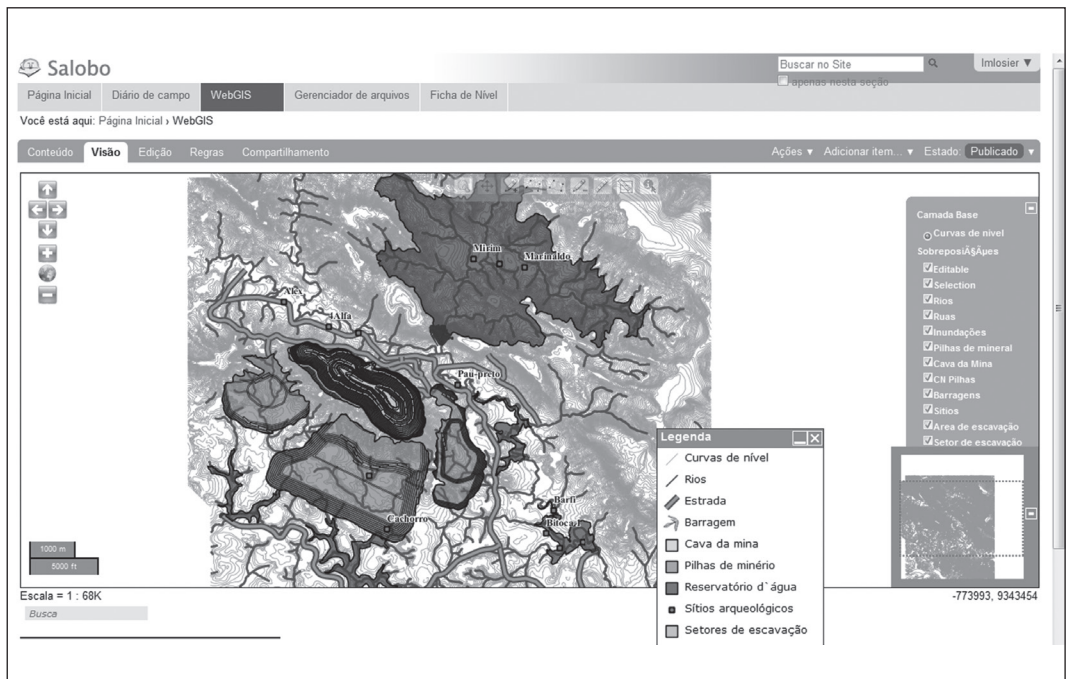 Salobo
Buscar no Site
Imlosier ▼
apenas nesta seção
Página Inicial Diário de campo WebGIS Gerenciador de arquivos Ficha de Nível
Você está aqui: Página Inicial › WebGIS
Conteúdo Visão Edição Regras Compartilhamento Ações ▼ Adicionar item... ▼ Estado: Publicado ▼
Camada Base
Curvas de nível
SobreposiÃ§Ãµes
Editable
Selection
Rios
Ruas
Inundações
Pilhas de mineral
Cava da Mina
CN Pilhas
Barragens
Sítios
Area de escavação
Setor de escavação
Mirim
Marinaldo
Alex
4Alfa
Pau-preto
Cachorro
Barfi
Bitoca
Legenda
Curvas de nível
Rios
Estrada
Barragem
Cava da mina
Pilhas de minério
Reservatório d`água
Sítios arqueológicos
Setores de escavação
1000 m
5000 ft
Escala = 1 : 68K
-773993, 9343454
Busca